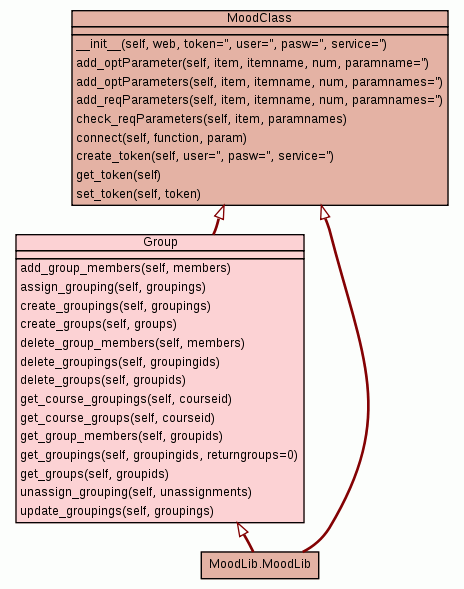 MoodClass
__init__(self, web, token='', user='', pasw='', service='')
add_optParameter(self, item, itemname, num, paramname='')
add_optParameters(self, item, itemname, num, paramnames='')
add_reqParameters(self, item, itemname, num, paramnames='')
check_reqParameters(self, item, paramnames)
connect(self, function, param)
create_token(self, user='', pasw='', service='')
get_token(self)
set_token(self, token)
Group
add_group_members(self, members)
assign_grouping(self, groupings)
create_groupings(self, groupings)
create_groups(self, groups)
delete_group_members(self, members)
delete_groupings(self, groupingids)
delete_groups(self, groupids)
get_course_groupings(self, courseid)
get_course_groups(self, courseid)
get_group_members(self, groupids)
get_groupings(self, groupingids, returngroups=0)
get_groups(self, groupids)
unassign_grouping(self, unassignments)
update_groupings(self, groupings)
MoodLib.MoodLib